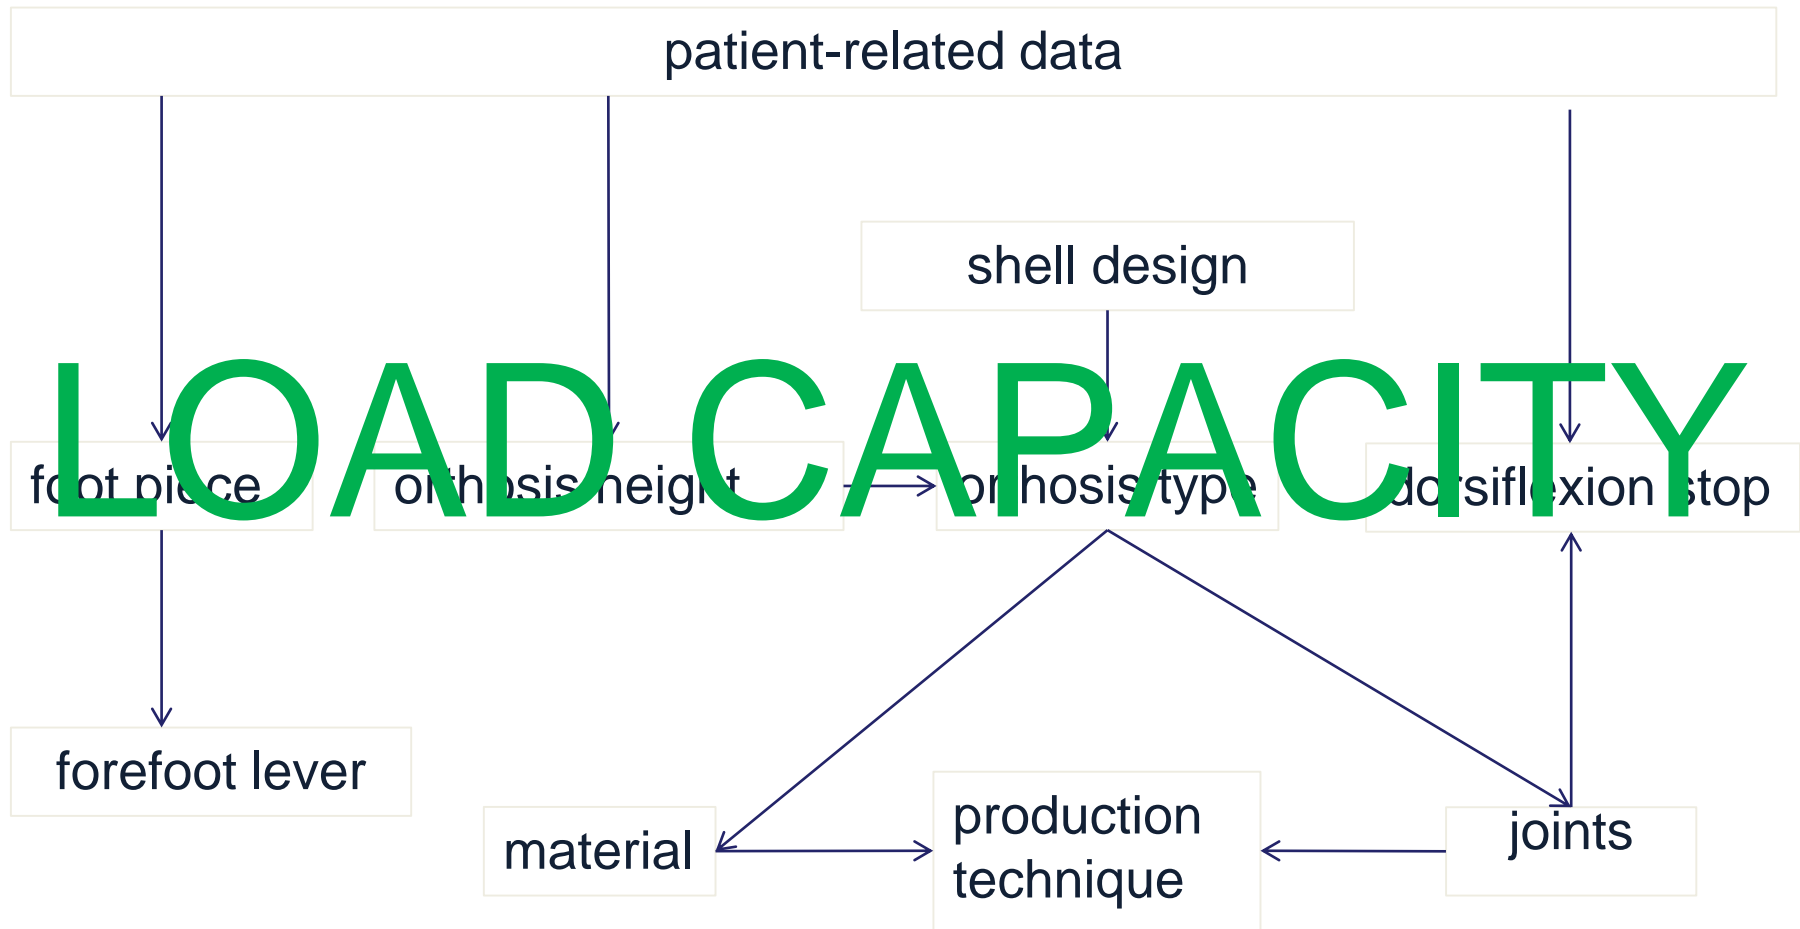 patient-related data
shell design
LOAD CAPACITY
foot piece
orthosis height
orthosis type
dorsiflexion stop
forefoot lever
material
production
technique
joints